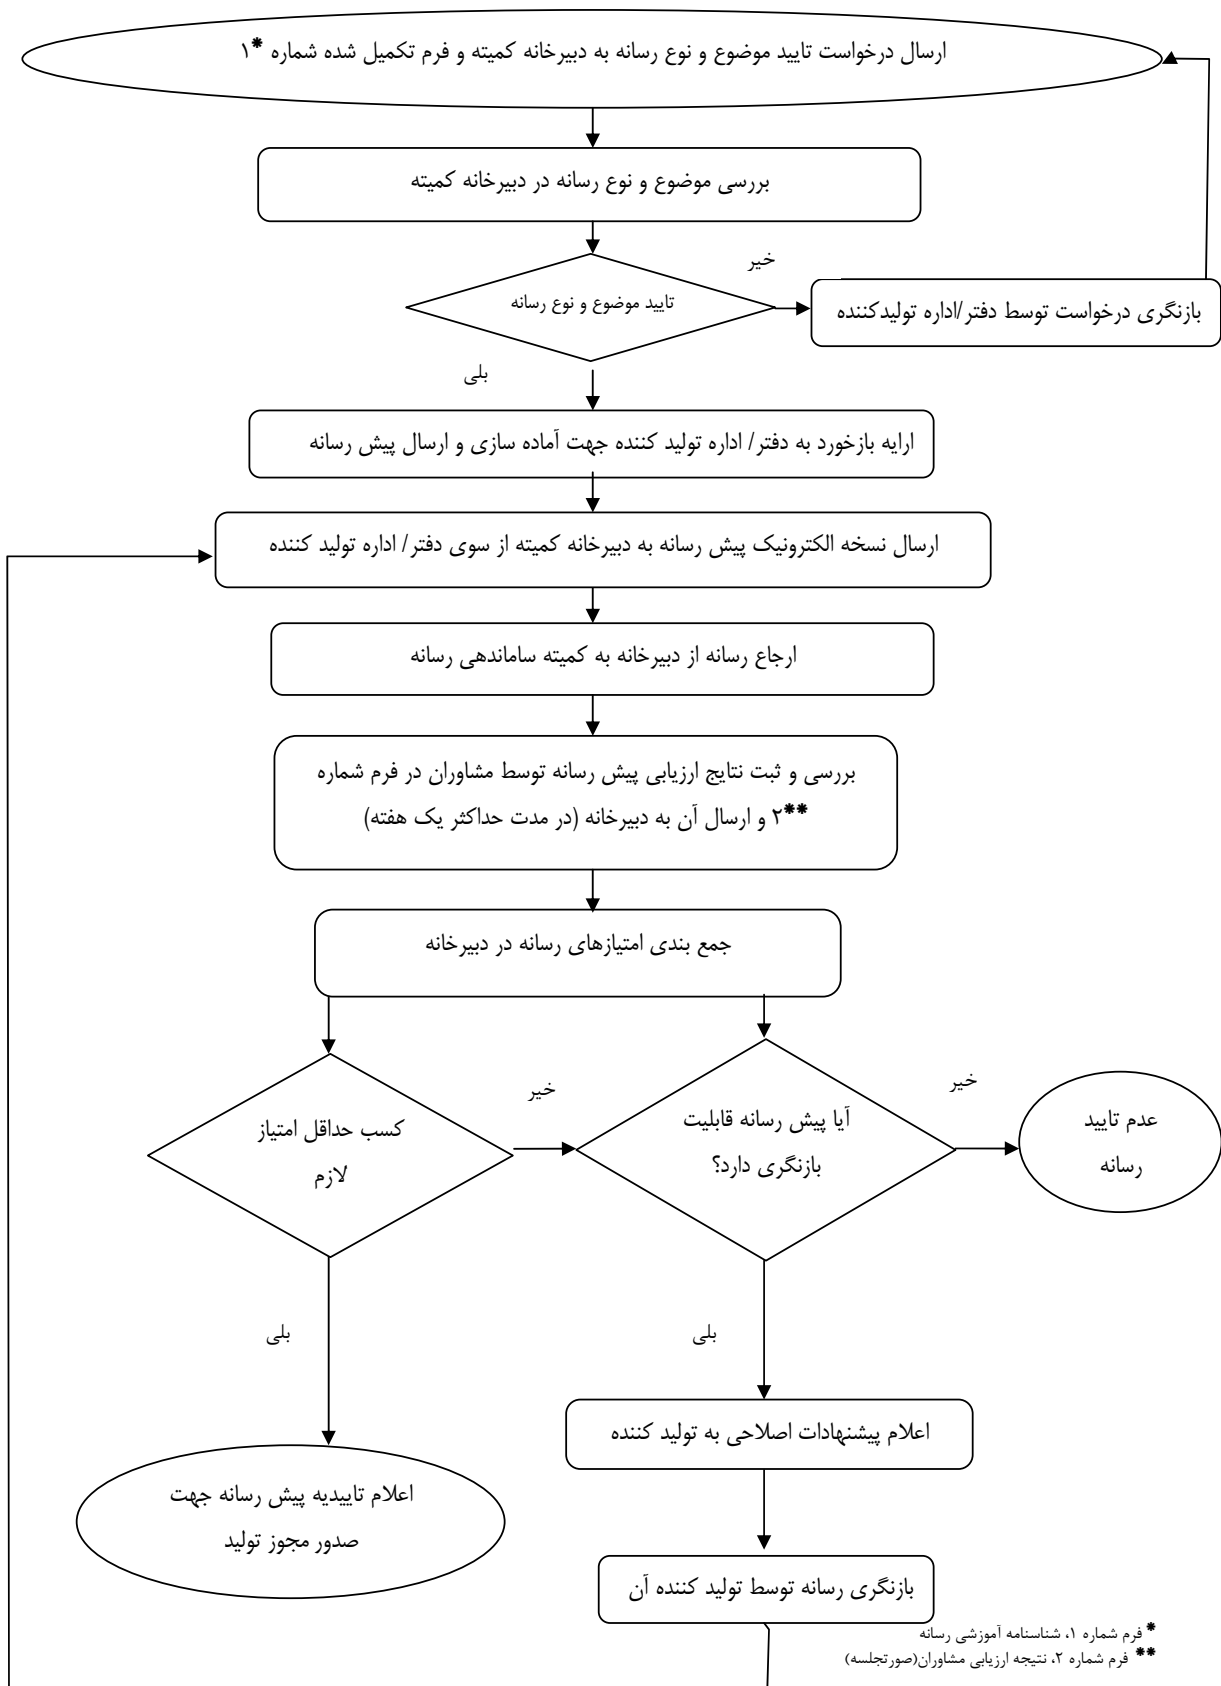 ارسال درخواست تایید موضوع و نوع رسانه به دبیرخانه کمیته و فرم تکمیل شده شماره *۱
بررسی موضوع و نوع رسانه در دبیرخانه کمیته
خیر
تایید موضوع و نوع رسانه
بازنگری درخواست توسط دفتر/اداره تولیدکننده
بلی
ارایه بازخورد به دفتر/ اداره تولید کننده جهت آماده سازی و ارسال پیش رسانه
ارسال نسخه الکترونیک پیش رسانه به دبیرخانه کمیته از سوی دفتر/ اداره تولید کننده
ارجاع رسانه از دبیرخانه به کمیته ساماندهی رسانه
بررسی و ثبت نتایج ارزیابی پیش رسانه توسط مشاوران در فرم شماره
**۲ و ارسال آن به دبیرخانه (در مدت حداکثر یک هفته)
جمع بندی امتیازهای رسانه در دبیرخانه
خیر
خیر
عدم تایید
رسانه
آیا پیش رسانه قابلیت
بازنگری دارد؟
کسب حداقل امتیاز
لازم
بلی
بلی
اعلام پیشنهادات اصلاحی به تولید کننده
اعلام تاییدیه پیش رسانه جهت
صدور مجوز تولید
بازنگری رسانه توسط تولید کننده آن
* فرم شماره ۱، شناسنامه آموزشی رسانه
** فرم شماره ۲، نتیجه ارزیابی مشاوران(صورتجلسه)